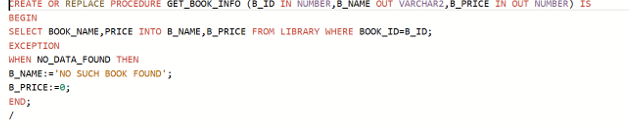 CREATE OR REPLACE PROCEDURE GET_BOOK_INFO (B_ID IN NUMBER,B_NAME OUT VARCHAR2,B_PRICE IN OUT NUMBER) IS
BEGIN
SELECT BOOK_NAME,PRICE INTO B_NAME,B_PRICE FROM LIBRARY WHERE BOOK_ID=B_ID;
EXCEPTION
WHEN NO_DATA_FOUND THEN
B_NAME:='NO SUCH BOOK FOUND';
B_PRICE:=0;
END;
/